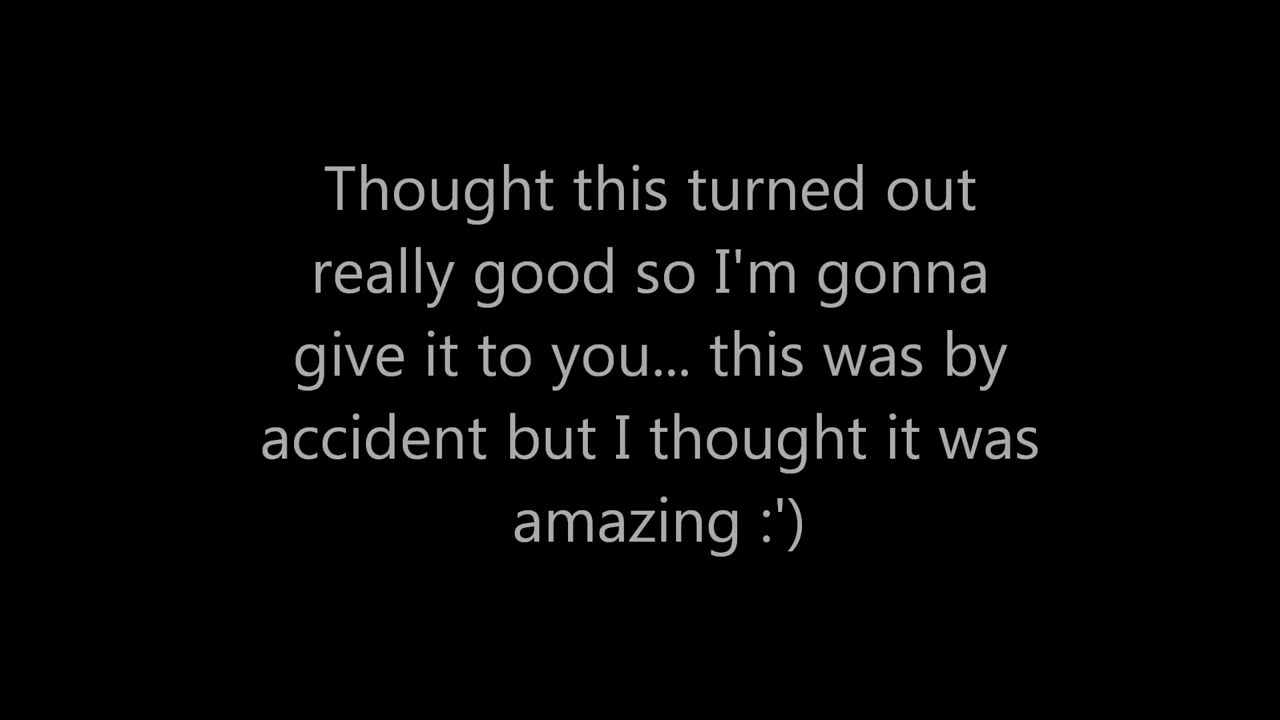 Thought this turned out
really good so I'm gonna
give it to you... this was by
accident but I thought it was
amazing :')